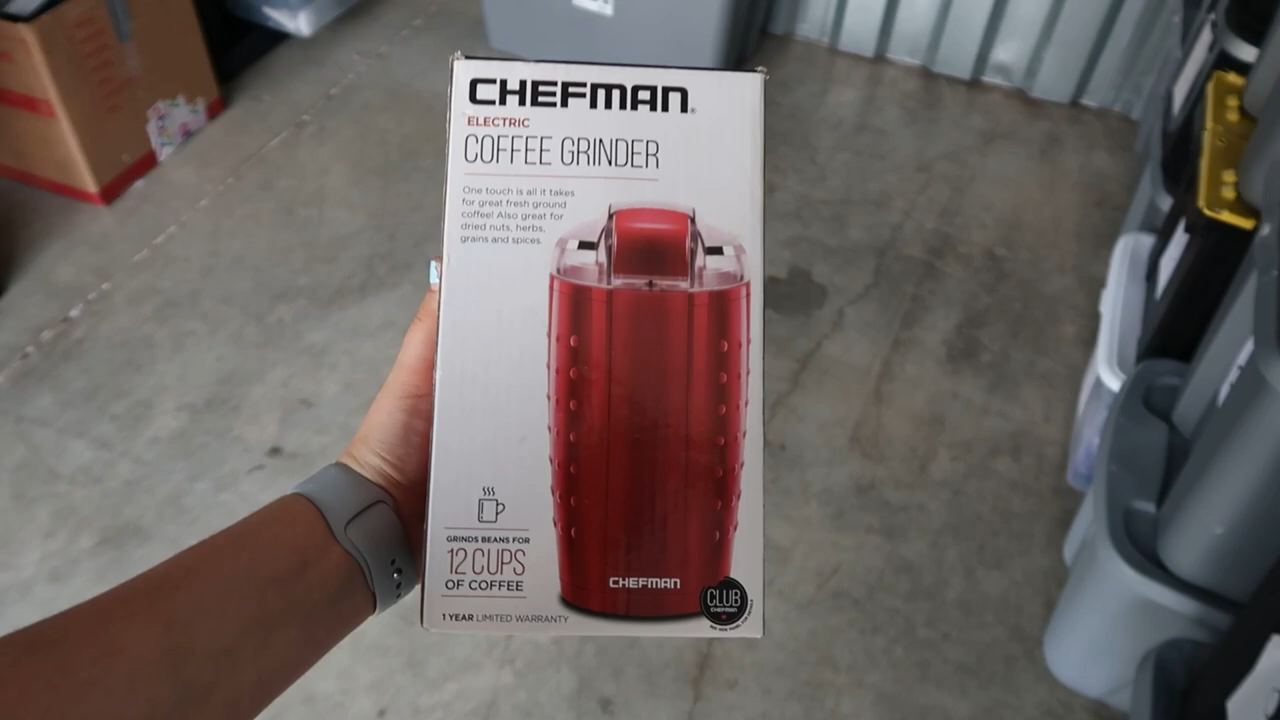 CHEFMAN®
ELECTRIC
COFFEE GRINDER
One touch is all it takes
for great fresh ground
coffee! Also great for
dried nuts, herbs,
grains and spices.
GRINDS BEANS FOR
12 CUPS
OF COFFEE
1 YEAR LIMITED WARRANTY
CHEFMAN
CLUB
CHEFMAN